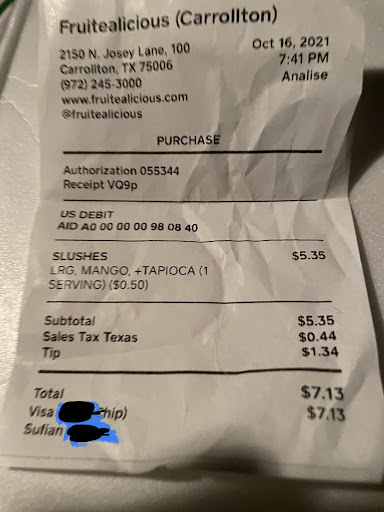 Fruitealicious (Carrollton)
2150 N. Josey Lane, 100
Carrollton, TX 75006
(972) 245-3000
www.fruitealicious.com
@fruitealicious
Oct 16, 2021
7:41 PM
Analise
PURCHASE
Authorization 055344
Receipt VQ9p
US DEBIT
AID A0 00 00 00 98 08 40
SLUSHES $5.35
LRG, MANGO, +TAPIOCA (1
SERVING) ($0.50)
Subtotal $5.35
Sales Tax Texas $0.44
Tip $1.34
Total $7.13
Visa hip) $7.13
Sufian